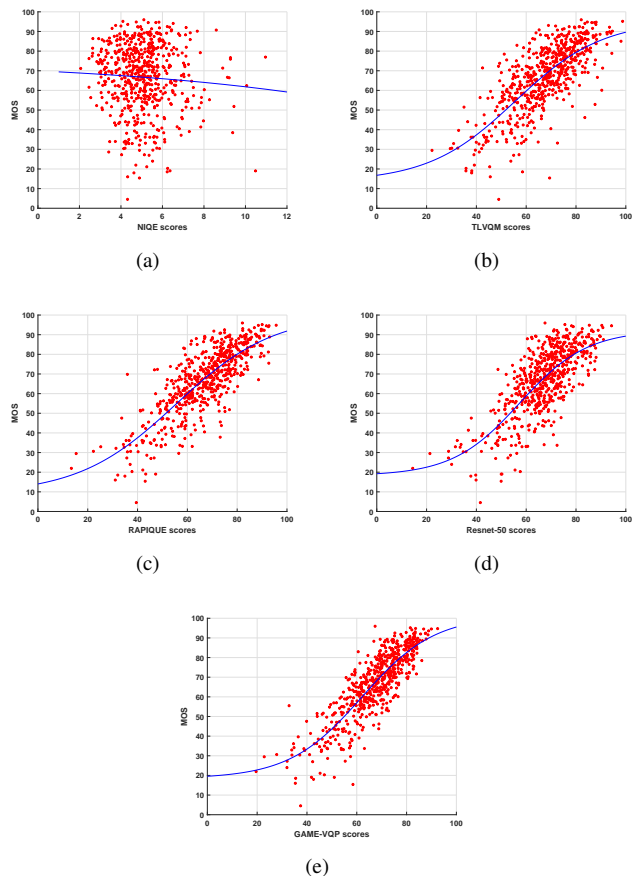 100
90
80
70
60
50
40
30
20
10
0
MOS
0 2 4 6 8 10 12
NIQE scores
(a)
100
90
80
70
60
50
40
30
20
10
0
MOS
0 20 40 60 80 100
TLVQM scores
(b)
100
90
80
70
60
50
40
30
20
10
0
MOS
0 20 40 60 80 100
RAPIQUE scores
(c)
100
90
80
70
60
50
40
30
20
10
0
MOS
0 20 40 60 80 100
Resnet-50 scores
(d)
100
90
80
70
60
50
40
30
20
10
0
MOS
0 20 40 60 80 100
GAME-VQP scores
(e)